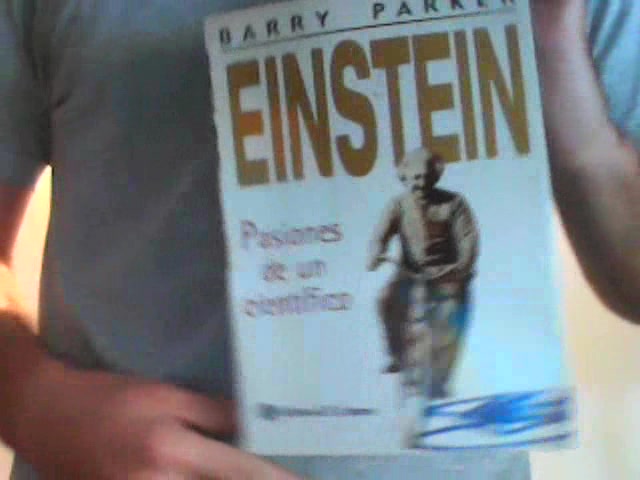 BARRY PARKER
EINSTEIN
Pasiones
de un
científico